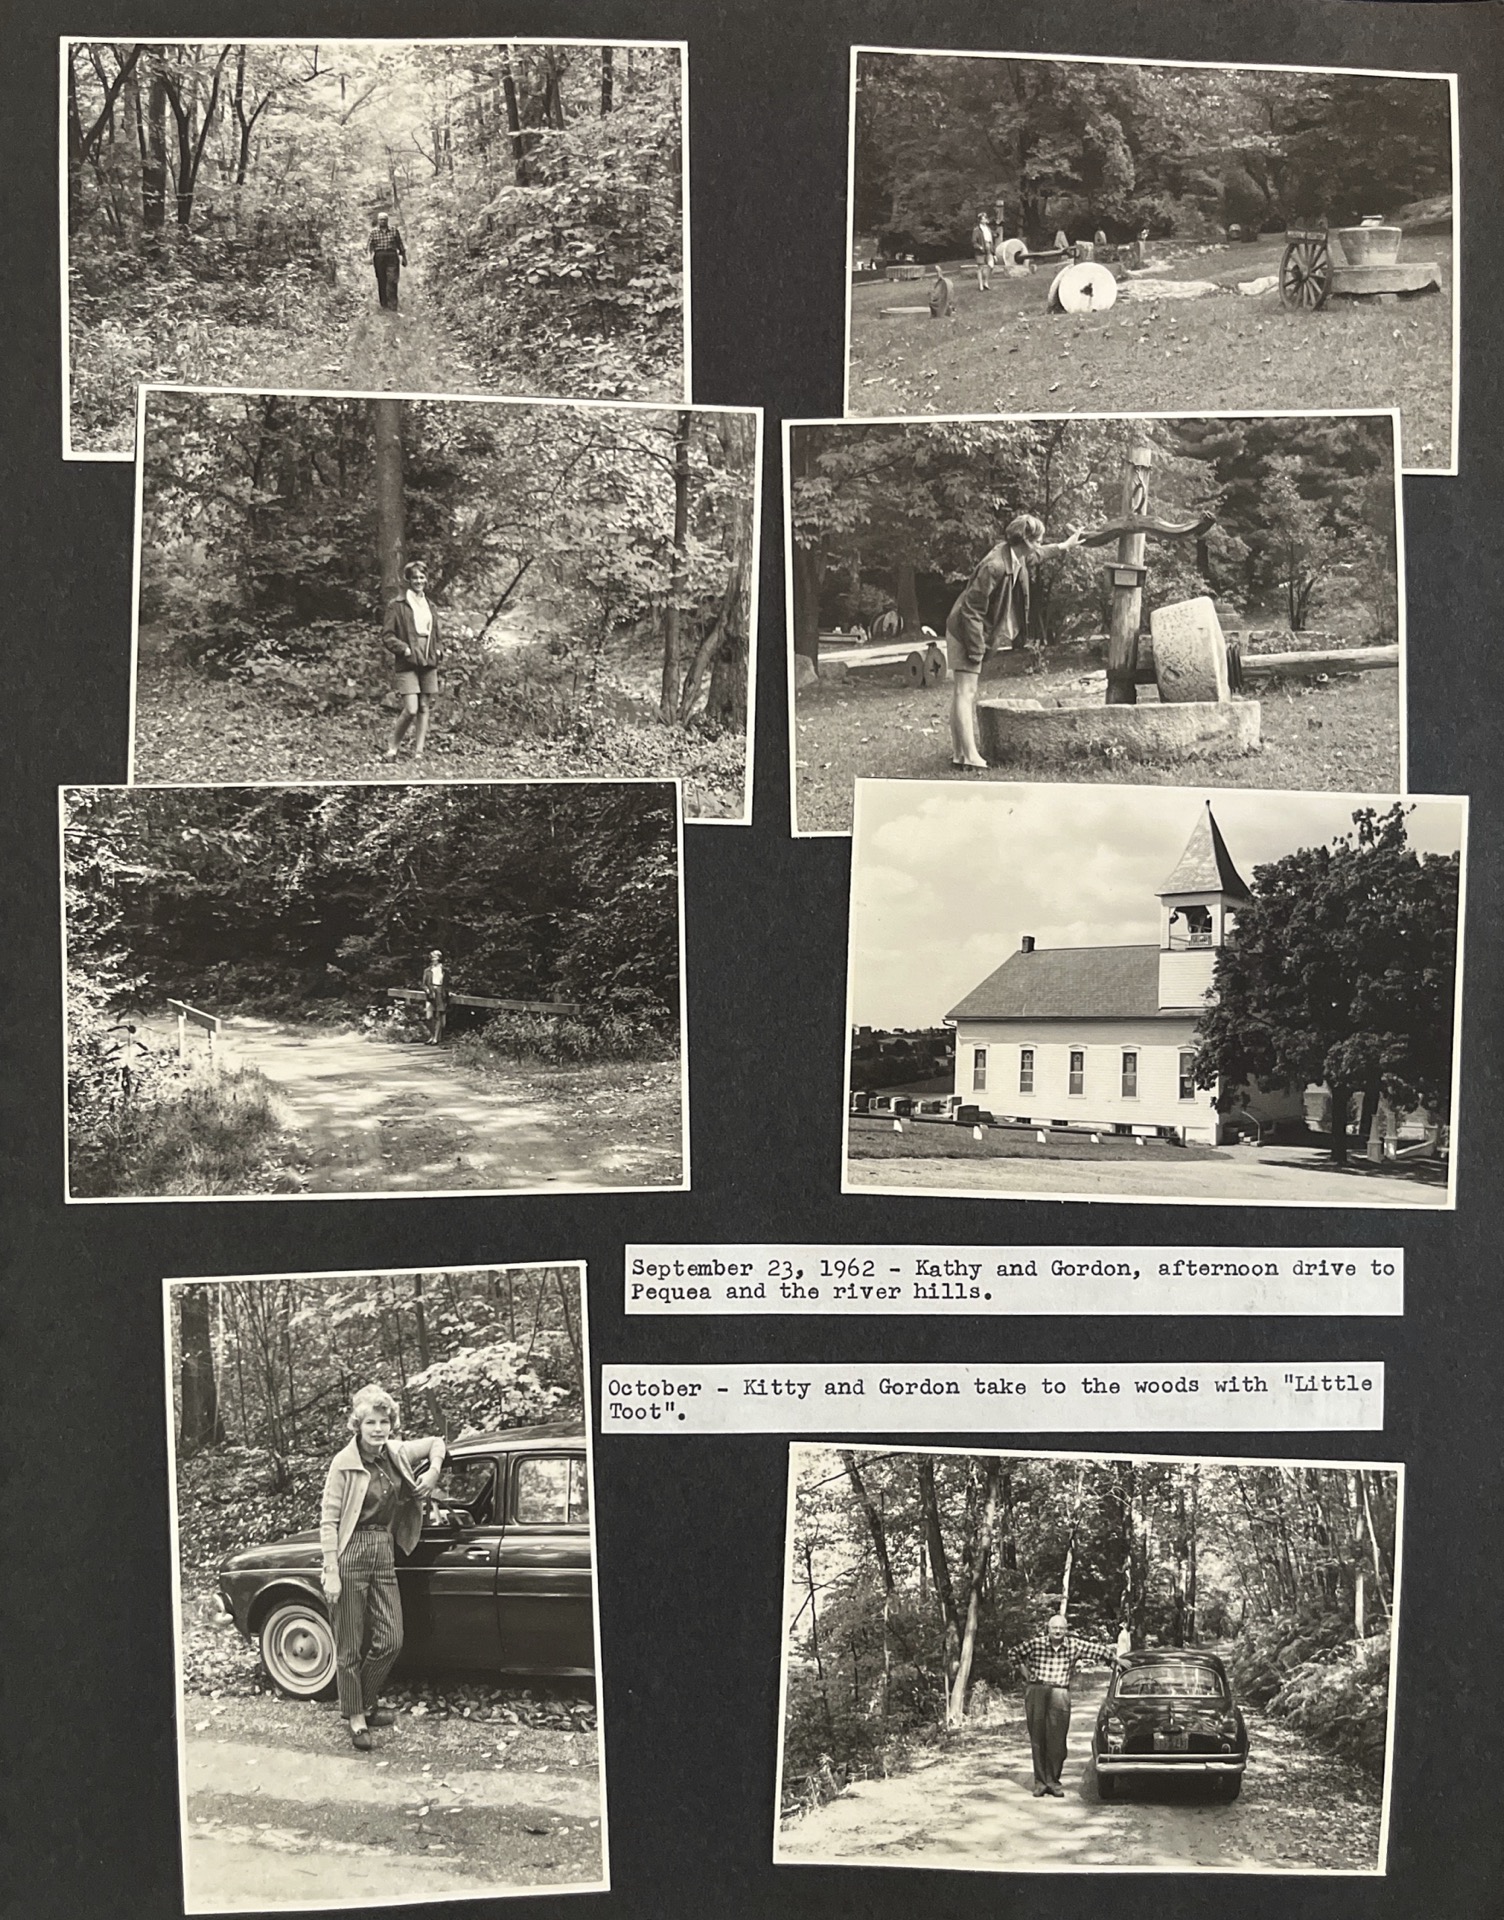 September 23, 1962 - Kathy and Gordon, afternoon drive to
Pequea and the river hills.
October - Kitty and Gordon take to the woods with "Little
Toot".